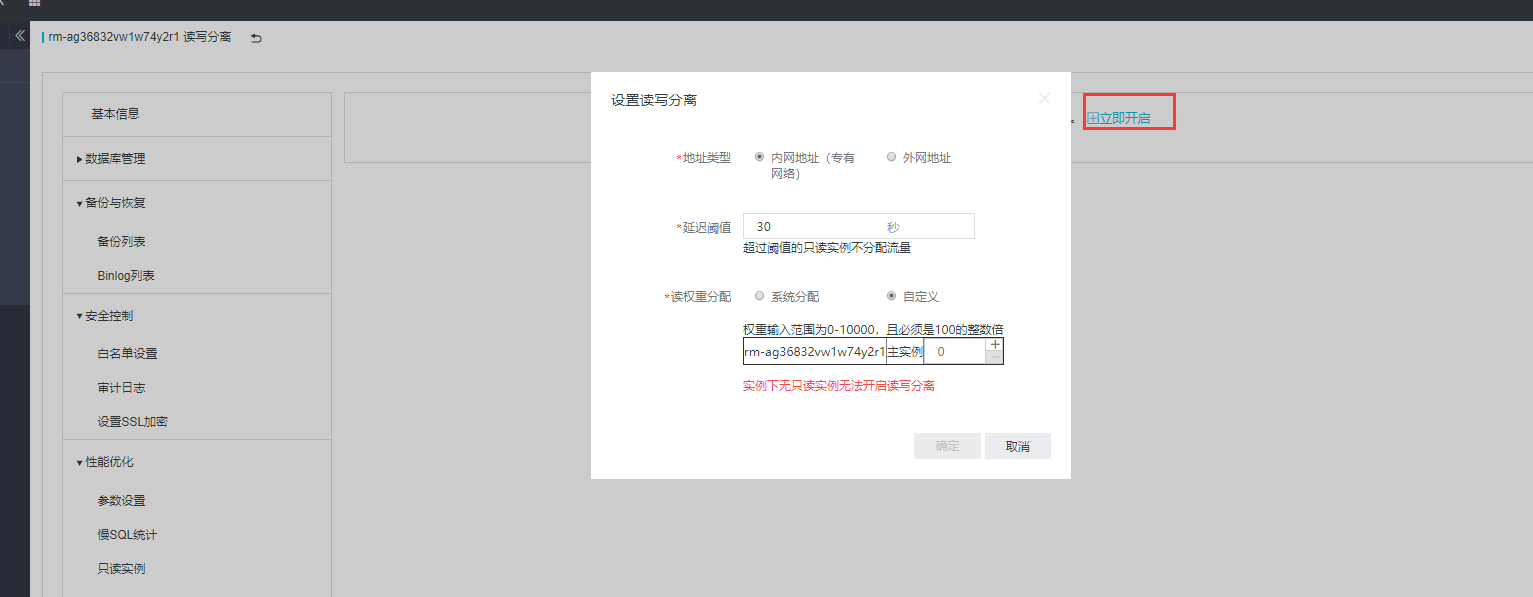 rm-ag36832vw1w74y2r1 读写分离
基本信息
数据库管理
备份与恢复
备份列表
Binlog列表
安全控制
白名单设置
审计日志
设置SSL加密
性能优化
参数设置
慢SQL统计
只读实例
。 立即开启
设置读写分离
*地址类型 内网地址（专有 外网地址
网络）
*延迟阈值 30 秒
超过阈值的只读实例不分配流量
*读权重分配 系统分配 自定义
权重输入范围为0-10000，且必须是100的整数倍
rm-ag36832vw1w74y2r1 主实例 0
实例下无只读实例无法开启读写分离
确定 取消